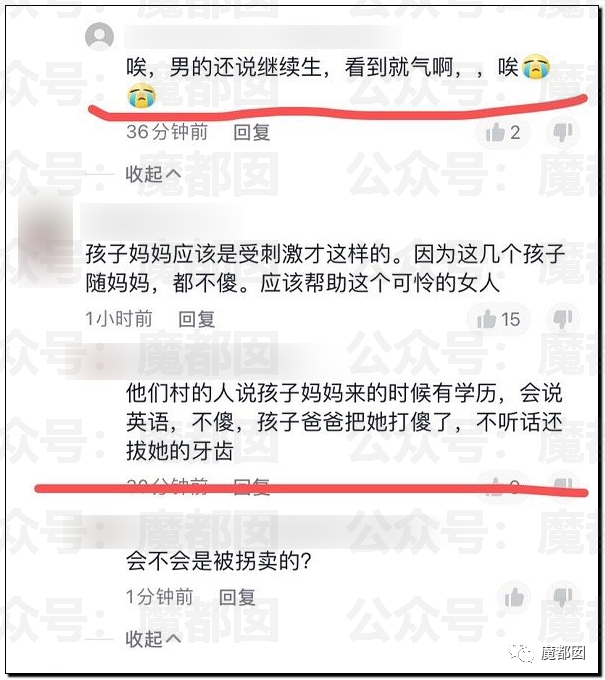 唉，男的还说继续生，看到就气啊，，唉😭
😭
36分钟前 回复 2
收起
孩子妈妈应该是受刺激才这样的。因为这几个孩子
随妈妈，都不傻。应该帮助这个可怜的女人
1小时前 回复 15
他们村的人说孩子妈妈来的时候有学历，会说
英语，不傻，孩子爸爸把她打傻了，不听话还
拔她的牙齿
30分钟前 回复 9
会不会是被拐卖的？
1分钟前 回复
收起
公众号：魔都囡
魔都囡